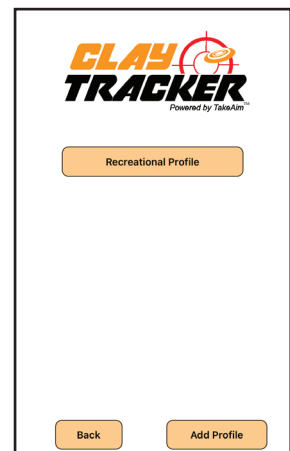 CLAY
TRACKER
Powered by TakeAim™
Recreational Profile
Back
Add Profile